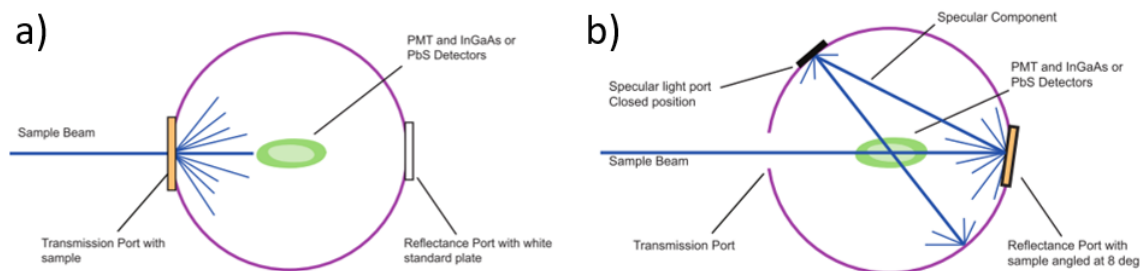 a)
PMT and InGaAs or
PbS Detectors
Sample Beam
Transmission Port with
sample
Reflectance Port with white
standard plate
b)
Specular Component
PMT and InGaAs or
PbS Detectors
Specular light port
Closed position
Sample Beam
Transmission Port
Reflectance Port with
sample angled at 8 deg